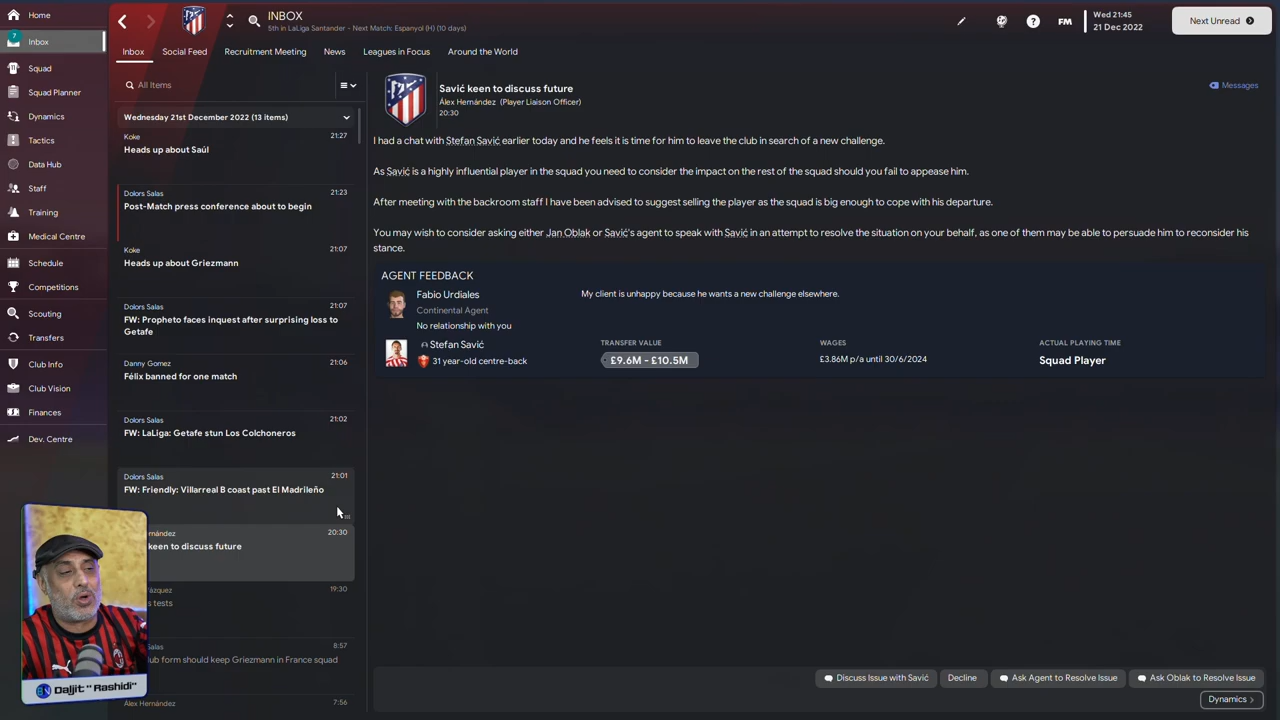 Home
INBOX
5th in LaLiga Santander - Next Match: Espanyol (H) (10 days)
FM
Wed 21:45
21 Dec 2022
Next Unread
7
Inbox
Inbox
Social Feed
Recruitment Meeting
News
Leagues in Focus
Around the World
Squad
Squad Planner
Dynamics
Tactics
Data Hub
Staff
Training
Medical Centre
Schedule
Competitions
Scouting
Transfers
Club Info
Club Vision
Finances
Dev. Centre
All Items
Wednesday 21st December 2022 (13 items)
Koke
21:27
Heads up about Saúl
Dolors Salas
21:23
Post-Match press conference about to begin
Koke
21:07
Heads up about Griezmann
Dolors Salas
21:07
FW: Propheto faces inquest after surprising loss to
Getafe
Danny Gomez
21:06
Félix banned for one match
Dolors Salas
21:02
FW: LaLiga: Getafe stun Los Colchoneros
Dolors Salas
21:01
FW: Friendly: Villarreal B coast past El Madrileño
ernández
20:30
keen to discuss future
ázquez
19:30
s tests
alas
8:57
lub form should keep Griezmann in France squad
Álex Hernández
7:56
Savić keen to discuss future
Álex Hernández (Player Liaison Officer)
20:30
Messages
I had a chat with Stefan Savić earlier today and he feels it is time for him to leave the club in search of a new challenge.
As Savić is a highly influential player in the squad you need to consider the impact on the rest of the squad should you fail to appease him.
After meeting with the backroom staff I have been advised to suggest selling the player as the squad is big enough to cope with his departure.
You may wish to consider asking either Jan Oblak or Savić's agent to speak with Savić in an attempt to resolve the situation on your behalf, as one of them may be able to persuade him to reconsider his
stance.
AGENT FEEDBACK
Fabio Urdiales
Continental Agent
No relationship with you
My client is unhappy because he wants a new challenge elsewhere.
Stefan Savić
31 year-old centre-back
TRANSFER VALUE
£9.6M - £10.5M
WAGES
£3.86M p/a until 30/6/2024
ACTUAL PLAYING TIME
Squad Player
Discuss Issue with Savić
Decline
Ask Agent to Resolve Issue
Ask Oblak to Resolve Issue
Dynamics
Daljit "Rashidi"